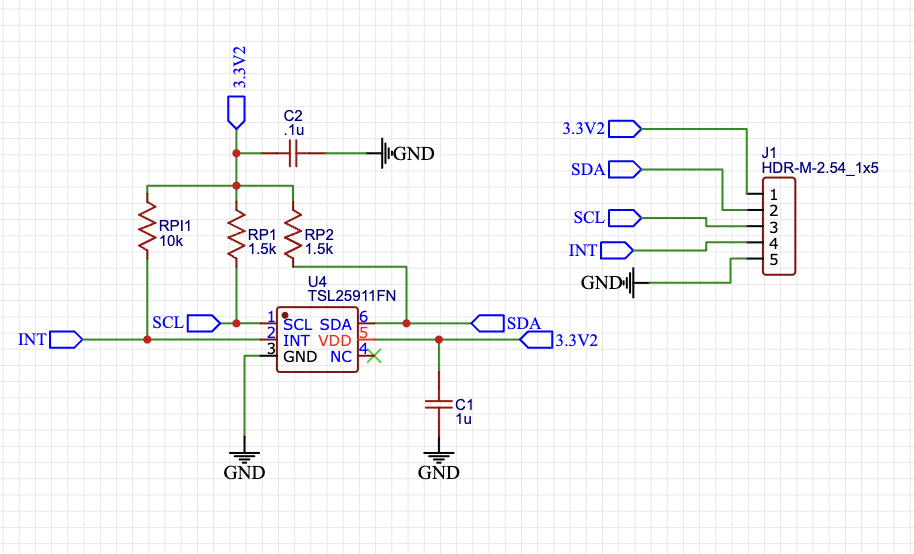 3.3V2
C2
.1u
GND
3.3V2
J1
HDR-M-2.54_1x5
SDA
1
2
3
4
5
SCL
INT
GND
RPI1
10k
RP1
1.5k
RP2
1.5k
U4
TSL25911FN
SCL
1
SCL SDA
6
SDA
INT
2
INT VDD
5
3.3V2
3
GND NC
4
C1
1u
GND
GND